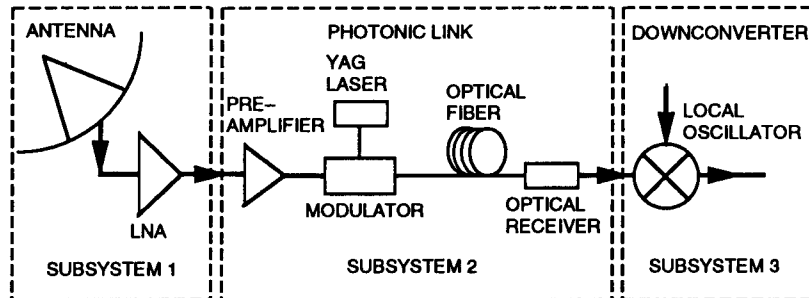 ANTENNA
PHOTONIC LINK
DOWNCONVERTER
YAG
LASER
OPTICAL
FIBER
PRE-
AMPLIFIER
LOCAL
OSCILLATOR
MODULATOR
OPTICAL
RECEIVER
LNA
SUBSYSTEM 1
SUBSYSTEM 2
SUBSYSTEM 3